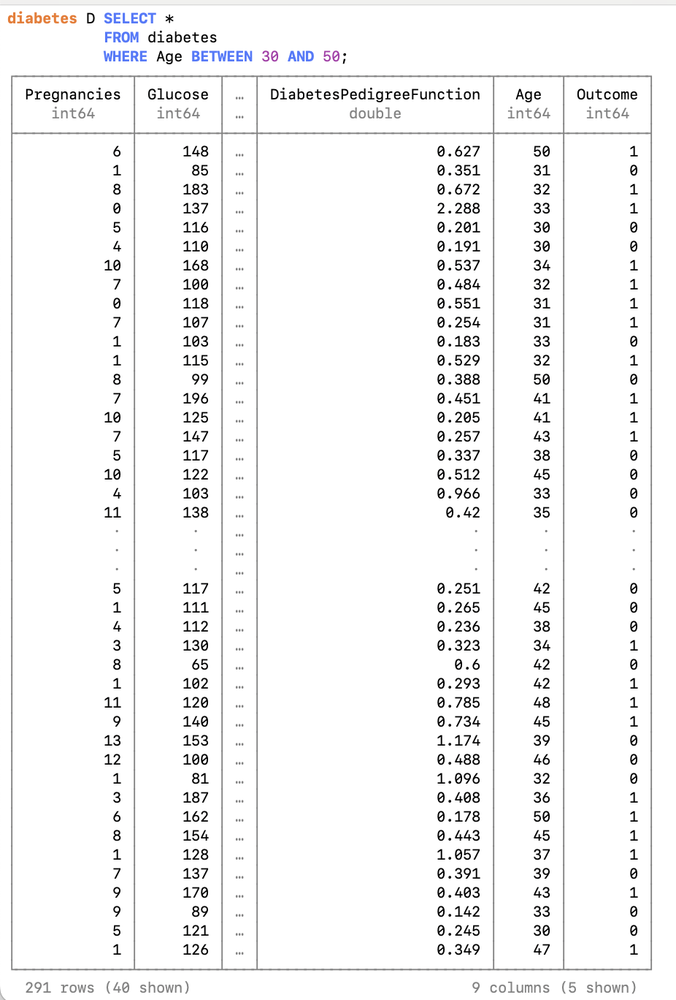 diabetes D SELECT *
FROM diabetes
WHERE Age BETWEEN 30 AND 50;
Pregnancies Glucose … DiabetesPedigreeFunction Age Outcome
int64 int64 … double int64 int64
6 148 … 0.627 50 1
1 85 … 0.351 31 0
8 183 … 0.672 32 1
0 137 … 2.288 33 1
5 116 … 0.201 30 0
4 110 … 0.191 30 0
10 168 … 0.537 34 1
7 100 … 0.484 32 1
0 118 … 0.551 31 1
7 107 … 0.254 31 1
1 103 … 0.183 33 0
1 115 … 0.529 32 1
8 99 … 0.388 50 0
7 196 … 0.451 41 1
10 125 … 0.205 41 1
7 147 … 0.257 43 1
5 117 … 0.337 38 0
10 122 … 0.512 45 0
4 103 … 0.966 33 0
11 138 … 0.42 35 0
· · … · · ·
· · … · · ·
· · … · · ·
5 117 … 0.251 42 0
1 111 … 0.265 45 0
4 112 … 0.236 38 0
3 130 … 0.323 34 1
8 65 … 0.6 42 0
1 102 … 0.293 42 1
11 120 … 0.785 48 1
9 140 … 0.734 45 1
13 153 … 1.174 39 0
12 100 … 0.488 46 0
1 81 … 1.096 32 0
3 187 … 0.408 36 1
6 162 … 0.178 50 1
8 154 … 0.443 45 1
1 128 … 1.057 37 1
7 137 … 0.391 39 0
9 170 … 0.403 43 1
9 89 … 0.142 33 0
5 121 … 0.245 30 0
1 126 … 0.349 47 1
291 rows (40 shown) 9 columns (5 shown)